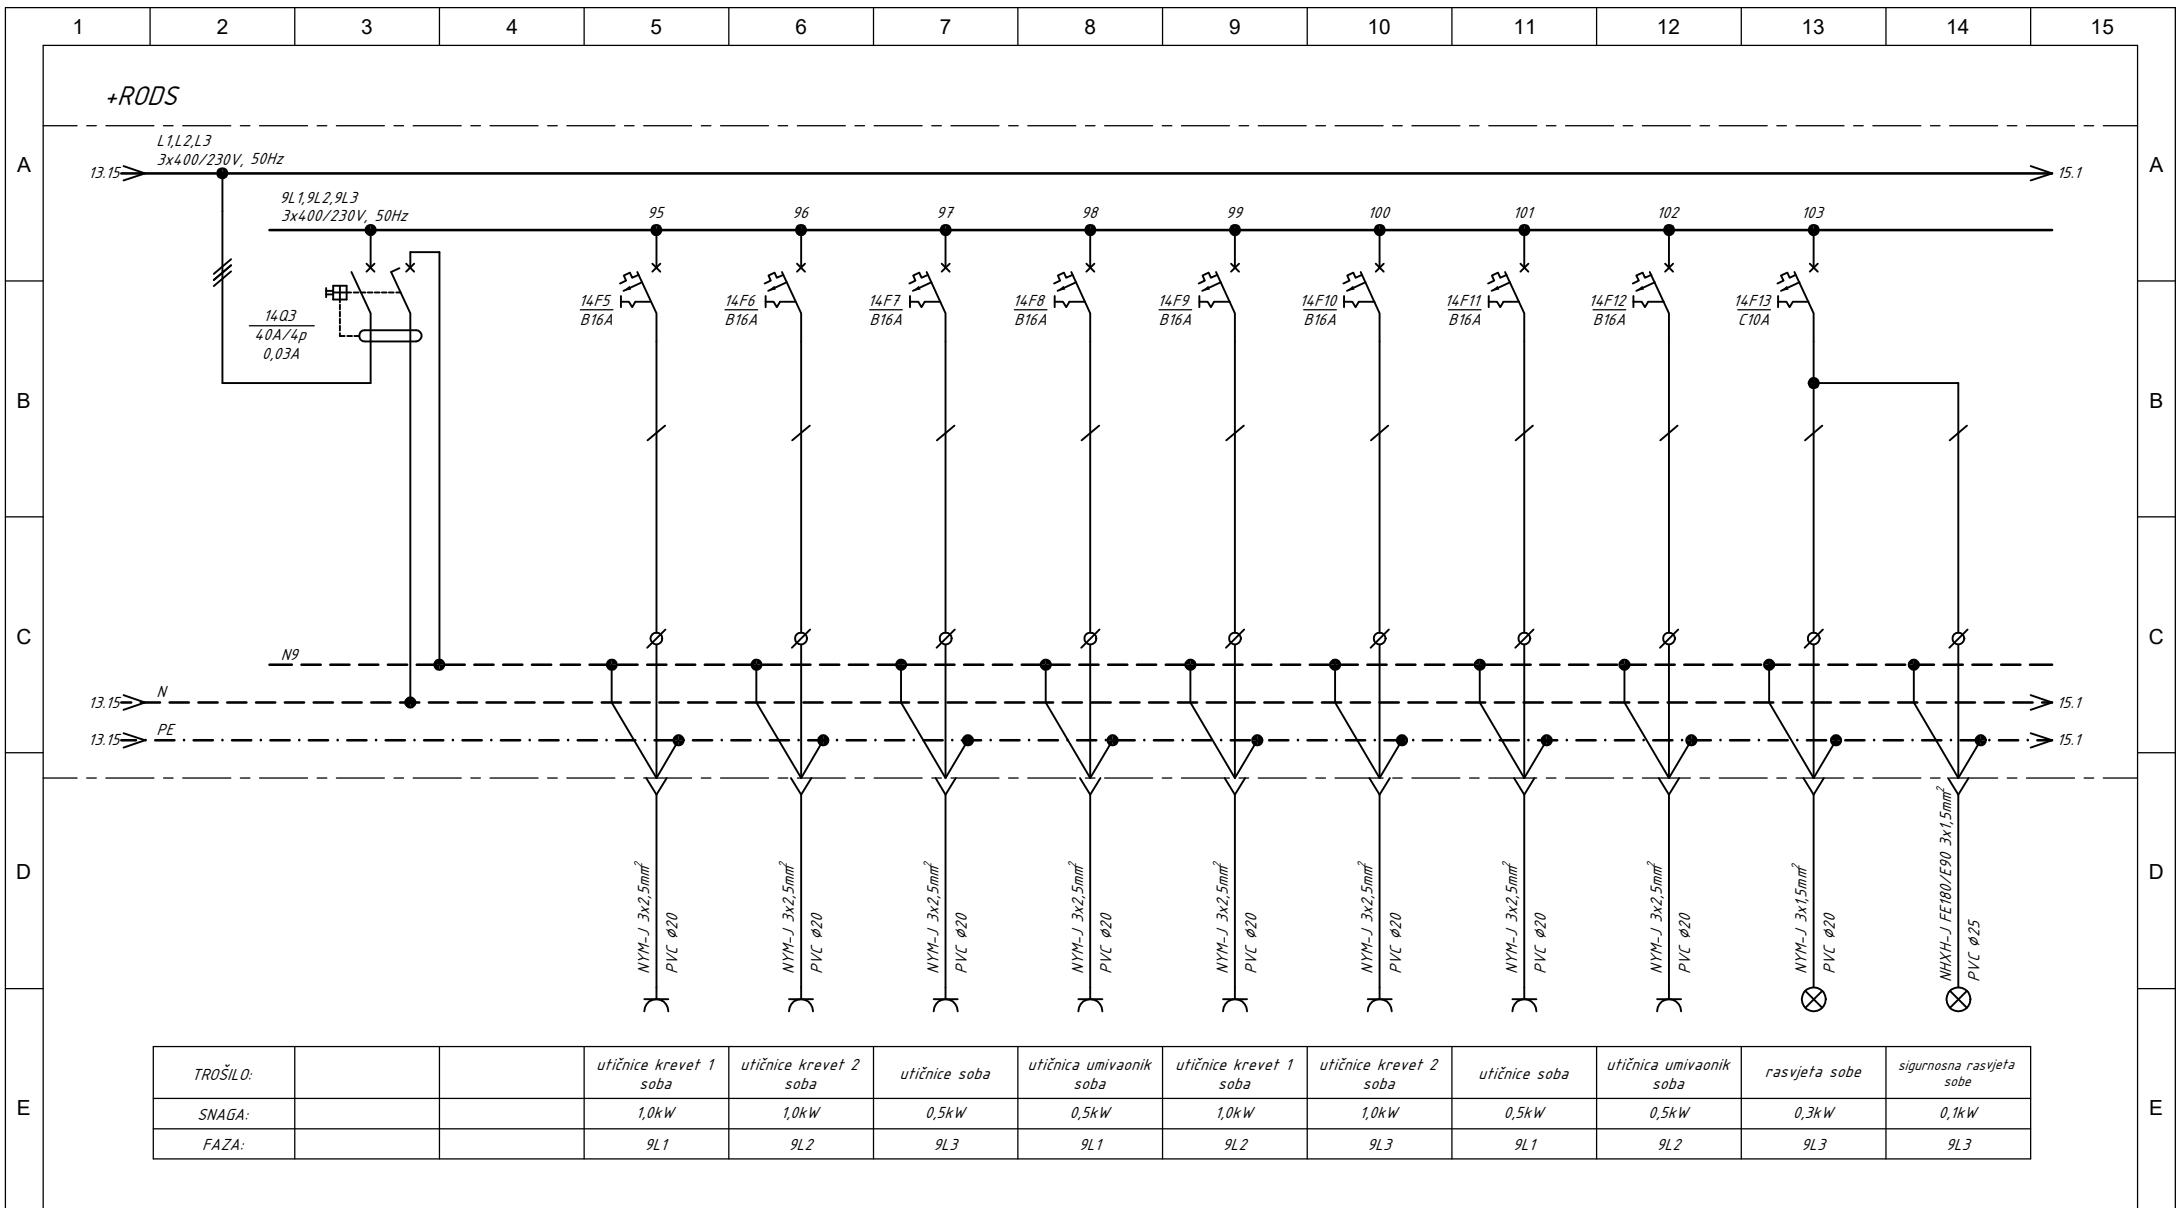 1 2 3 4 5 6 7 8 9 10 11 12 13 14 15
+RODS
L1,L2,L3
3x400/230V, 50Hz
A 13.15 15.1 A
9L1,9L2,9L3
3x400/230V, 50Hz
95 96 97 98 99 100 101 102 103
14F5 14F6 14F7 14F8 14F9 14F10 14F11 14F12 14F13
B16A B16A B16A B16A B16A B16A B16A B16A C10A
14Q3
40A/4p
0,03A
B B
C C
N9
N
13.15 15.1
PE
13.15 15.1
D D
NYM-J 3x2,5mm²
PVC Ø20
NYM-J 3x2,5mm²
PVC Ø20
NYM-J 3x2,5mm²
PVC Ø20
NYM-J 3x2,5mm²
PVC Ø20
NYM-J 3x2,5mm²
PVC Ø20
NYM-J 3x2,5mm²
PVC Ø20
NYM-J 3x2,5mm²
PVC Ø20
NYM-J 3x2,5mm²
PVC Ø20
NYM-J 3x1,5mm²
PVC Ø20
NHXH-J FE180/E90 3x1,5mm²
PVC Ø25
TROŠILO:
utičnice krevet 1
soba
utičnice krevet 2
soba
utičnice soba
utičnica umivaonik
soba
utičnice krevet 1
soba
utičnice krevet 2
soba
utičnice soba
utičnica umivaonik
soba
rasvjeta sobe
sigurnosna rasvjeta
sobe
E E
SNAGA: 1,0kW 1,0kW 0,5kW 0,5kW 1,0kW 1,0kW 0,5kW 0,5kW 0,3kW 0,1kW
FAZA: 9L1 9L2 9L3 9L1 9L2 9L3 9L1 9L2 9L3 9L3